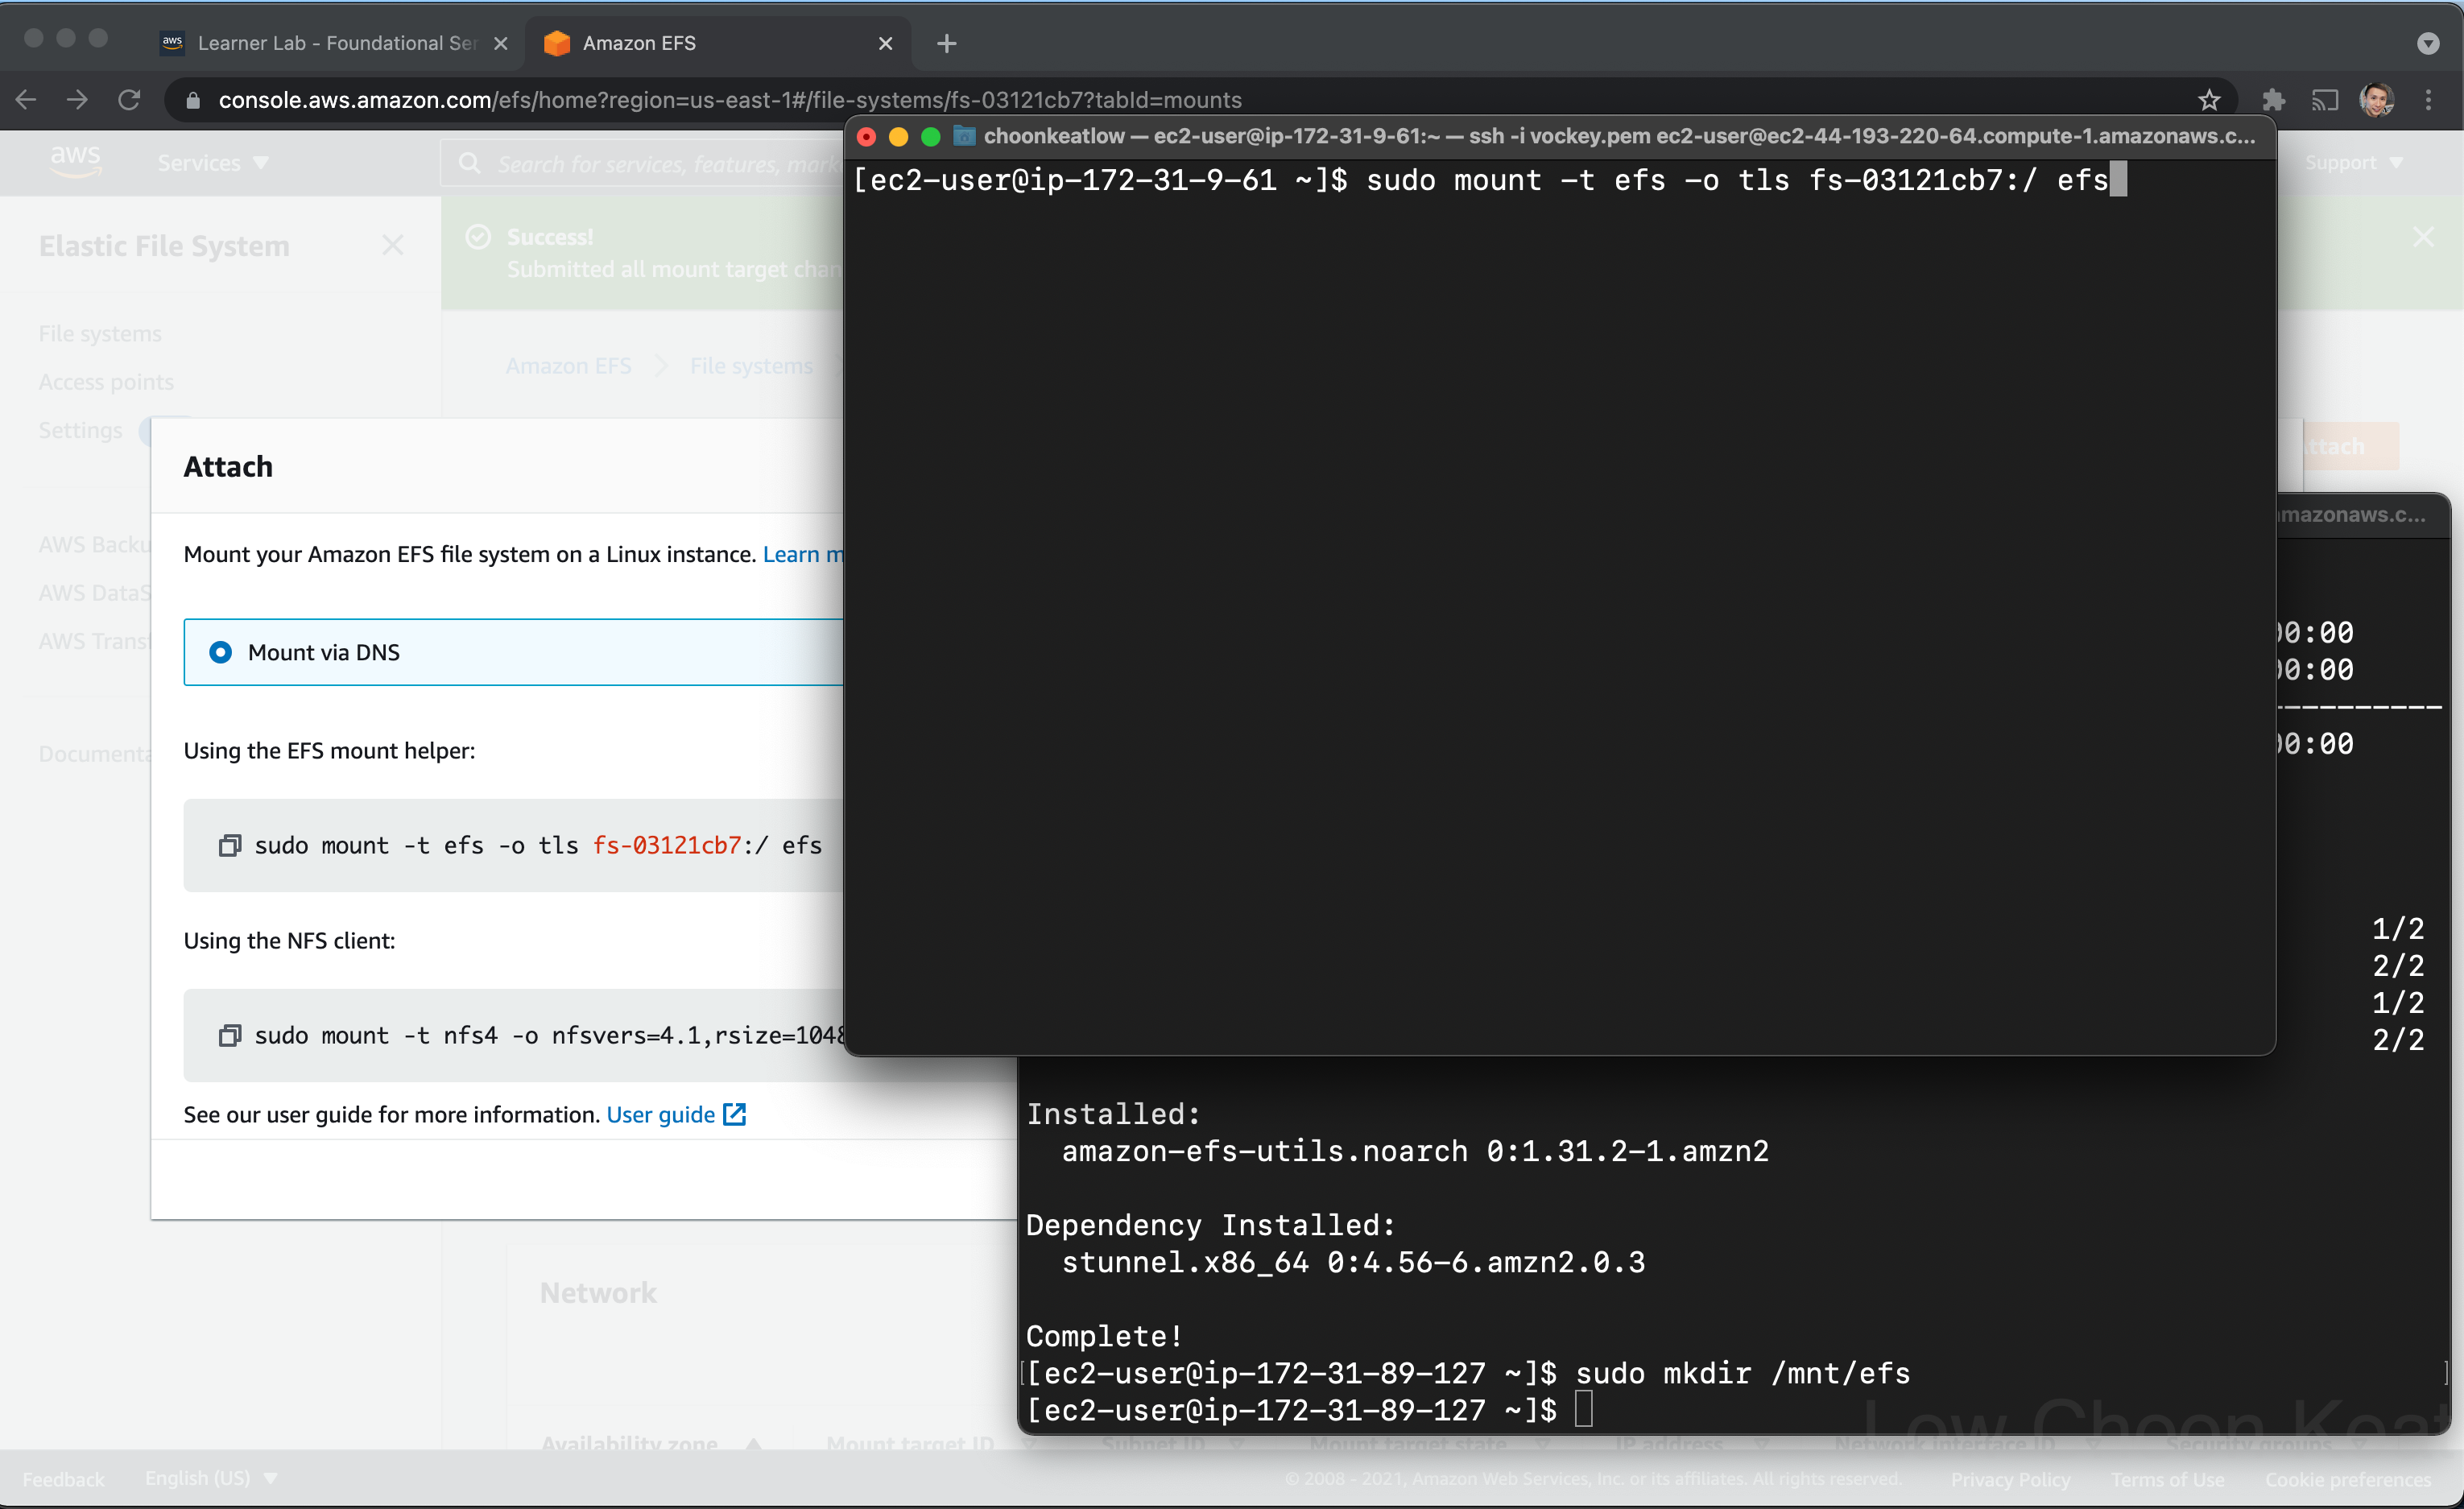 Learner Lab - Foundational Ser
Amazon EFS
console.aws.amazon.com/efs/home?region=us-east-1#/file-systems/fs-03121cb7?tabId=mounts
aws
Services
Search for services, features, mark
Support
choonkeatlow — ec2-user@ip-172-31-9-61:~ — ssh -i vockey.pem ec2-user@ec2-44-193-220-64.compute-1.amazonaws.c...
[ec2-user@ip-172-31-9-61 ~]$ sudo mount -t efs -o tls fs-03121cb7:/ efs
Elastic File System
File systems
Access points
Settings
AWS Backu
AWS DataS
AWS Transf
Documenta
Success!
Submitted all mount target chan
Amazon EFS
File systems
Attach
ttach
Mount your Amazon EFS file system on a Linux instance. Learn m
Mount via DNS
Using the EFS mount helper:
sudo mount -t efs -o tls fs-03121cb7:/ efs
Using the NFS client:
sudo mount -t nfs4 -o nfsvers=4.1,rsize=1048
See our user guide for more information. User guide
mazonaws.c...
00:00
00:00
----------
00:00
1/2
2/2
1/2
2/2
Installed:
amazon-efs-utils.noarch 0:1.31.2-1.amzn2
Dependency Installed:
stunnel.x86_64 0:4.56-6.amzn2.0.3
Complete!
[[ec2-user@ip-172-31-89-127 ~]$ sudo mkdir /mnt/efs ]
[ec2-user@ip-172-31-89-127 ~]$
Low Choon Keat
Network
Availability zone
Mount target ID
Subnet ID
Mount target state
IP address
Network interface ID
Security groups
Feedback
English (US)
© 2008 - 2021, Amazon Web Services, Inc. or its affiliates. All rights reserved.
Privacy Policy
Terms of Use
Cookie preferences